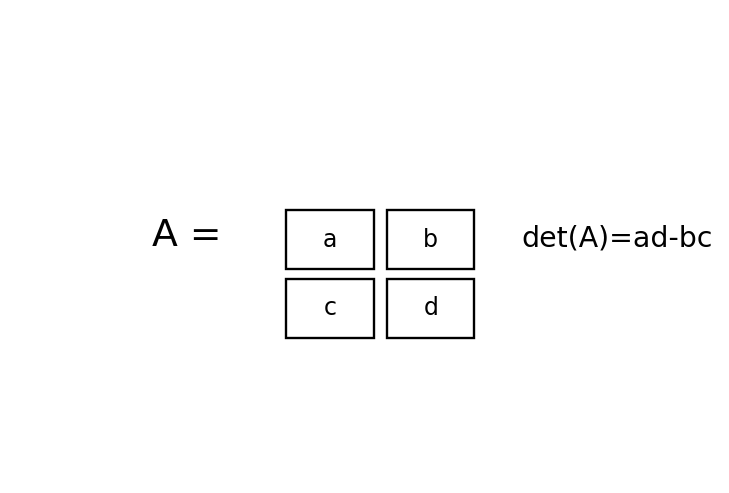 A =
a b
det(A)=ad-bc
c d